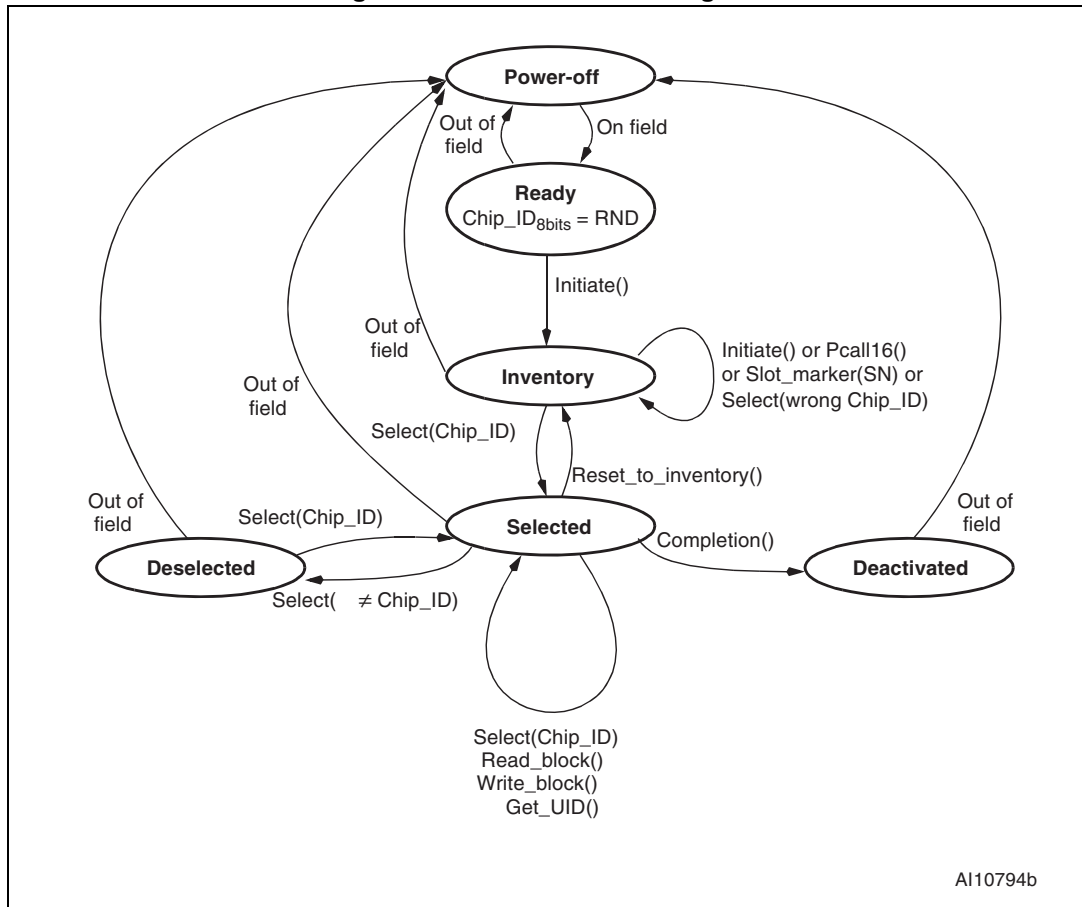 Power-off
Out of
field
On field
Ready
Chip_ID8bits = RND
Initiate()
Out of
field
Inventory
Initiate() or Pcall16()
or Slot_marker(SN) or
Select(wrong Chip_ID)
Out of
field
Select(Chip_ID)
Reset_to_inventory()
Out of
field
Select(Chip_ID)
Selected
Completion()
Out of
field
Deselected
Deactivated
Select( ≠ Chip_ID)
Select(Chip_ID)
Read_block()
Write_block()
Get_UID()
AI10794b